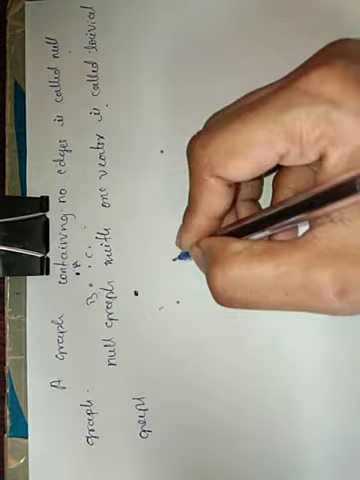 A graph containing no edges is called null
graph. B A C
null graph with one vertex is called trivial
graph